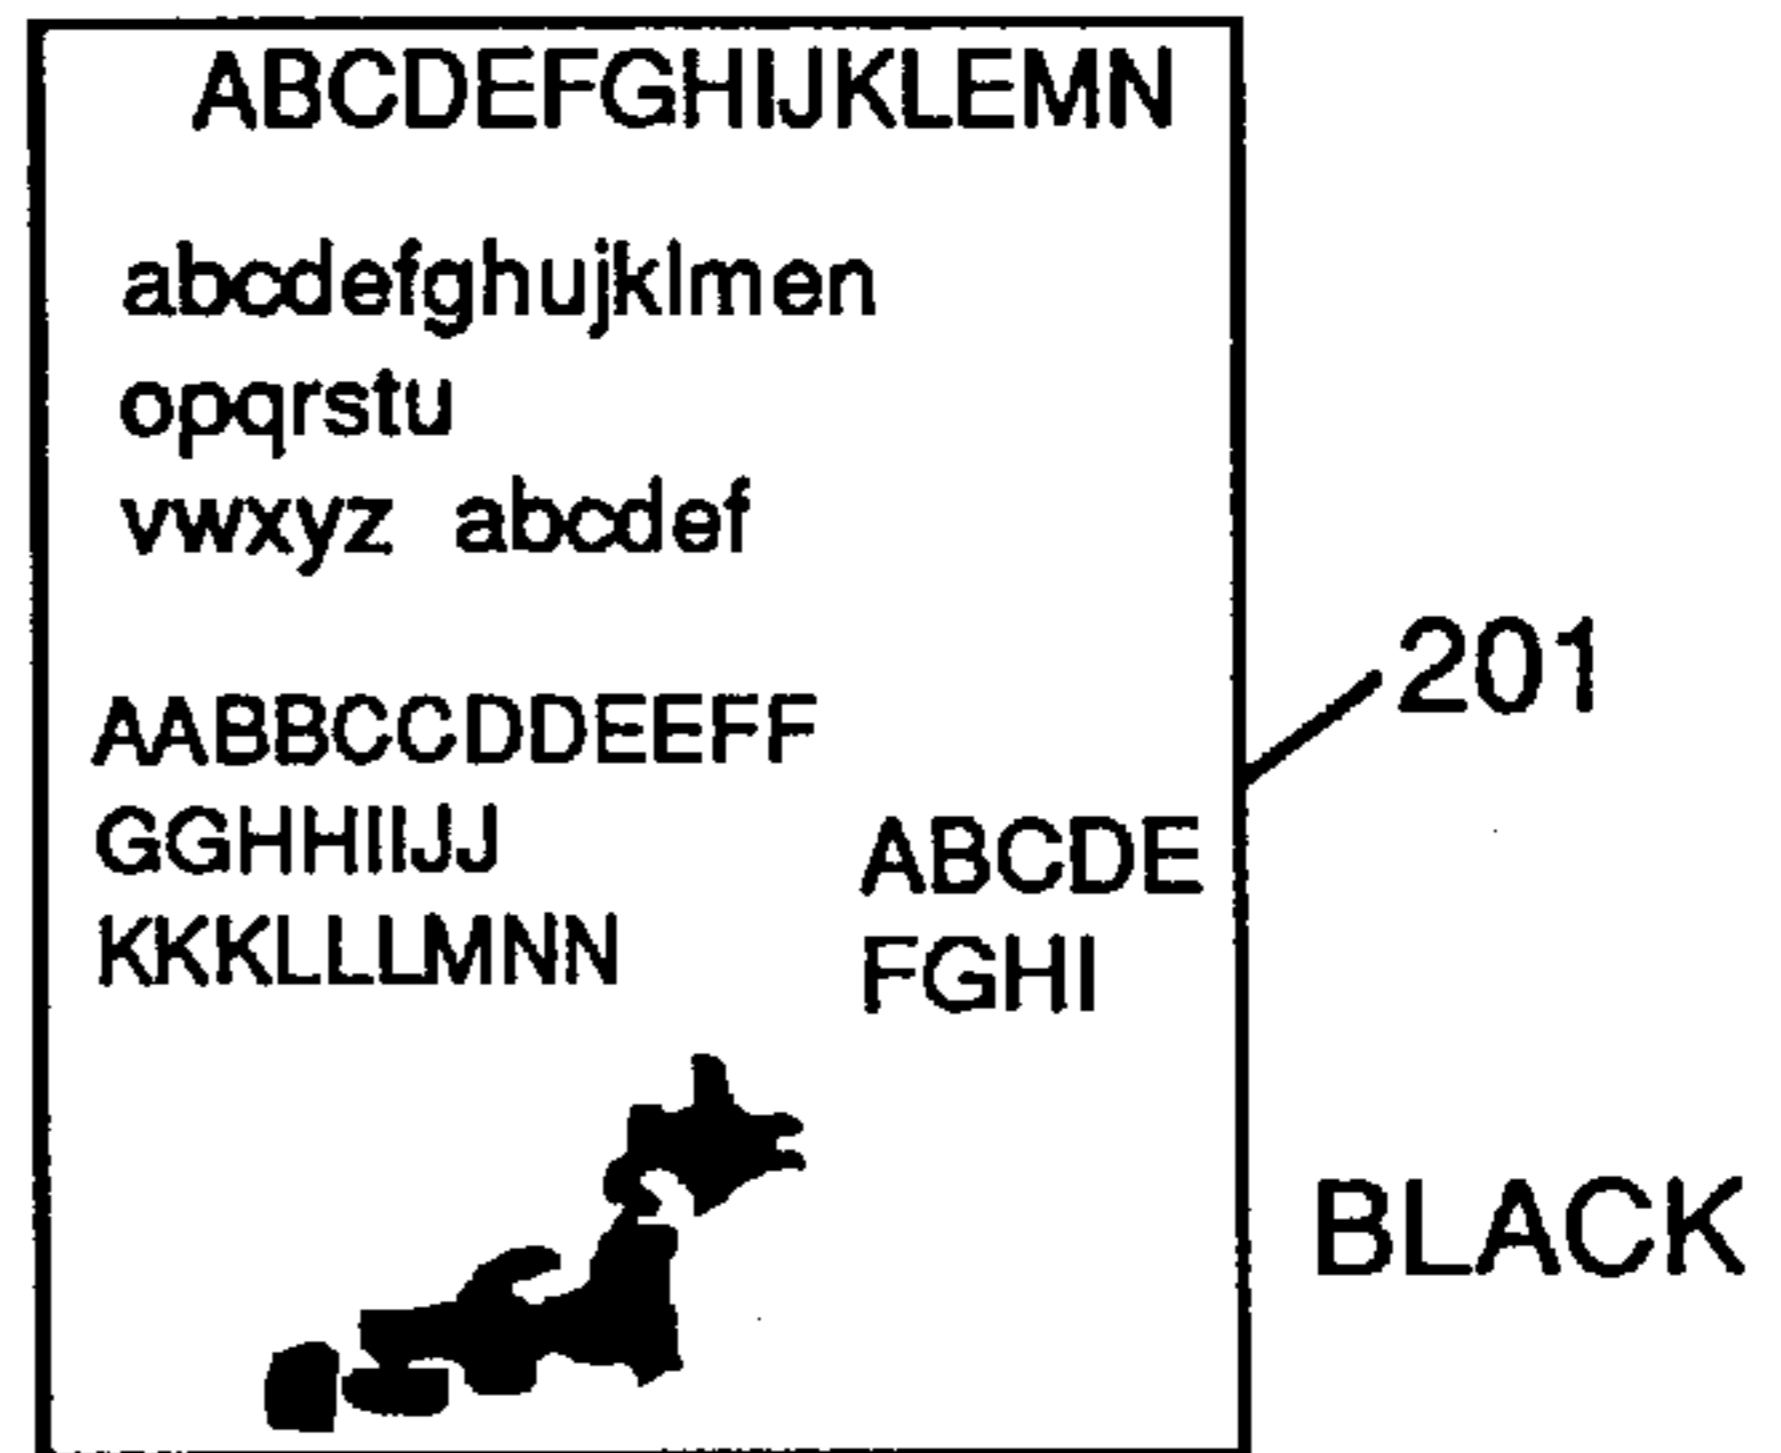 ABCDEFGHIJKLEMN
abcdefghujklmen
opqrstu
vwxyz abcdef
201
AABBCCDDEEFF
GGHHIIJJ
KKKLLLMNN
ABCDE
FGHI
BLACK